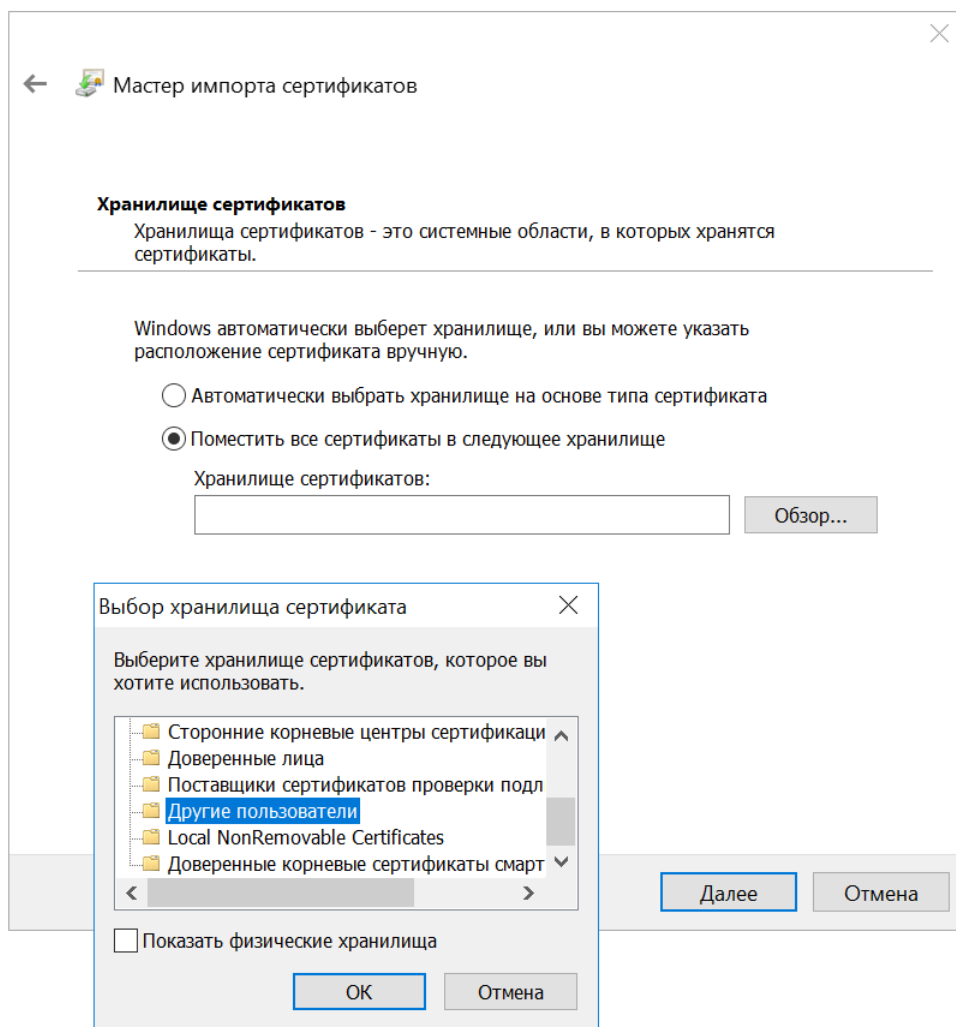 Мастер импорта сертификатов
Хранилище сертификатов
Хранилища сертификатов - это системные области, в которых хранятся
сертификаты.
Windows автоматически выберет хранилище, или вы можете указать
расположение сертификата вручную.
Автоматически выбрать хранилище на основе типа сертификата
Поместить все сертификаты в следующее хранилище
Хранилище сертификатов:
Обзор...
Выбор хранилища сертификата
Выберите хранилище сертификатов, которое вы
хотите использовать.
Сторонние корневые центры сертификаци
Доверенные лица
Поставщики сертификатов проверки подл
Другие пользователи
Local NonRemovable Certificates
Доверенные корневые сертификаты смарт
Показать физические хранилища
ОК
Отмена
Далее
Отмена